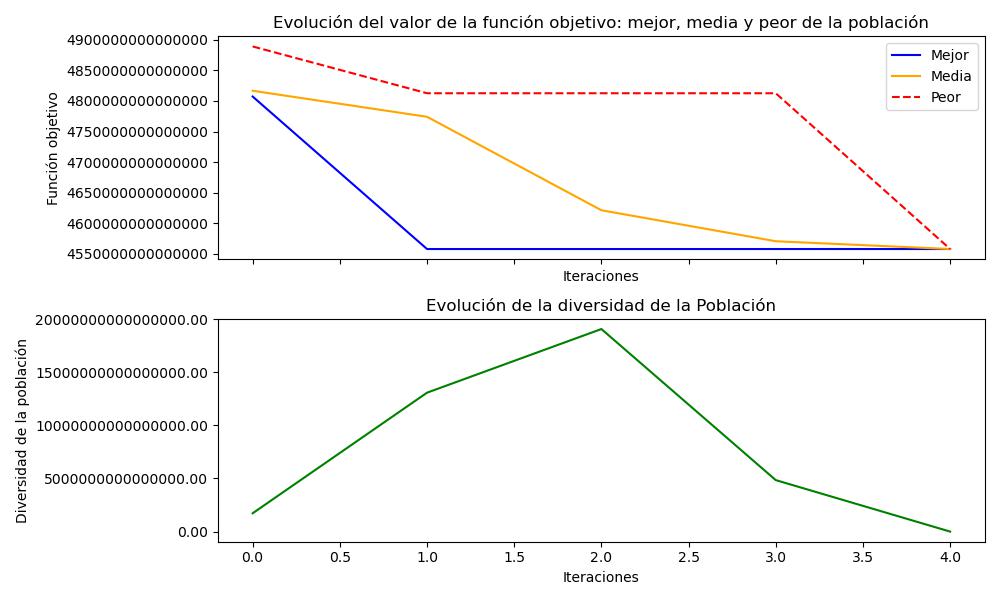 Evolución del valor de la función objetivo: mejor, media y peor de la población
4900000000000000
4850000000000000
4800000000000000
4750000000000000
4700000000000000
4650000000000000
4600000000000000
4550000000000000
Función objetivo
Mejor
Media
Peor
Iteraciones
Evolución de la diversidad de la Población
20000000000000000.00
15000000000000000.00
10000000000000000.00
5000000000000000.00
0.00
Diversidad de la población
0.0 0.5 1.0 1.5 2.0 2.5 3.0 3.5 4.0
Iteraciones